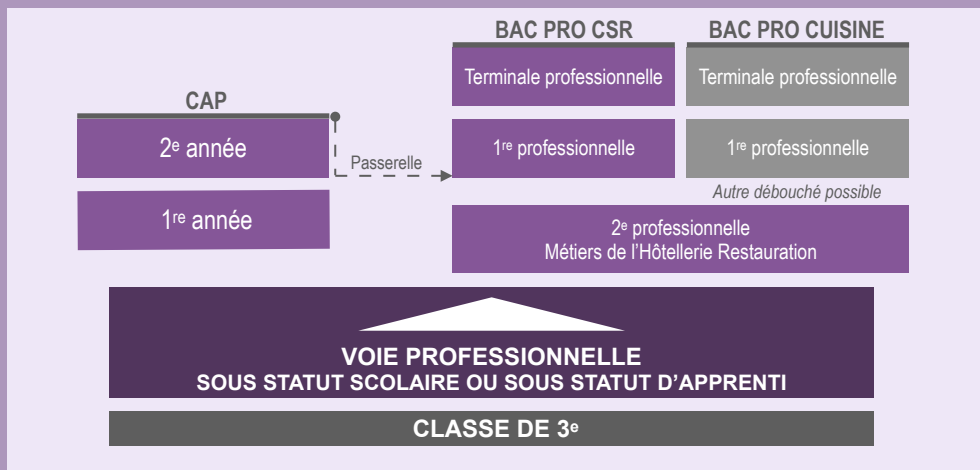 BAC PRO CSR
BAC PRO CUISINE
Terminale professionnelle
Terminale professionnelle
CAP
2e année
Passerelle
1re professionnelle
1re professionnelle
Autre débouché possible
1re année
2e professionnelle
Métiers de l'Hôtellerie Restauration
VOIE PROFESSIONNELLE
SOUS STATUT SCOLAIRE OU SOUS STATUT D'APPRENTI
CLASSE DE 3e